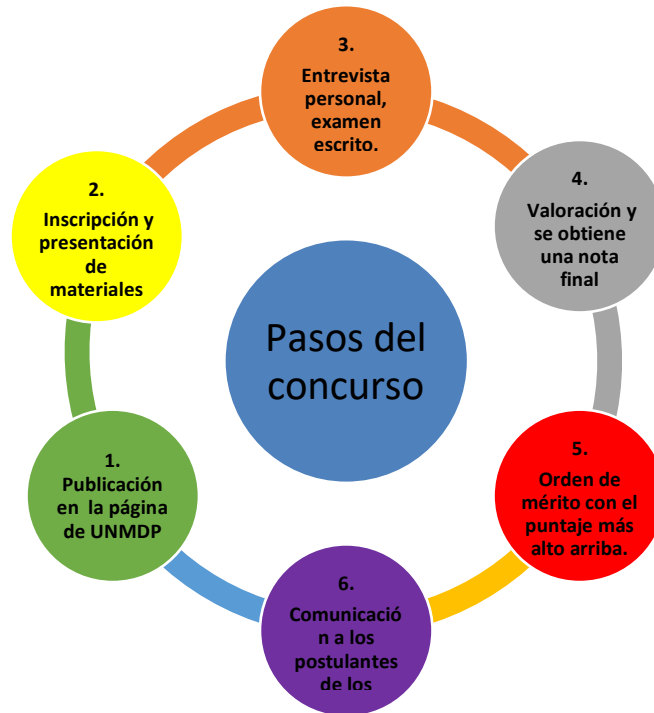 Pasos del
concurso
1.
Publicación
en la página
de UNMDP
2.
Inscripción y
presentación
de
materiales
3.
Entrevista
personal,
examen
escrito.
4.
Valoración y
se obtiene
una nota
final
5.
Orden de
mérito con el
puntaje más
alto arriba.
6.
Comunicació
n a los
postulantes
de los